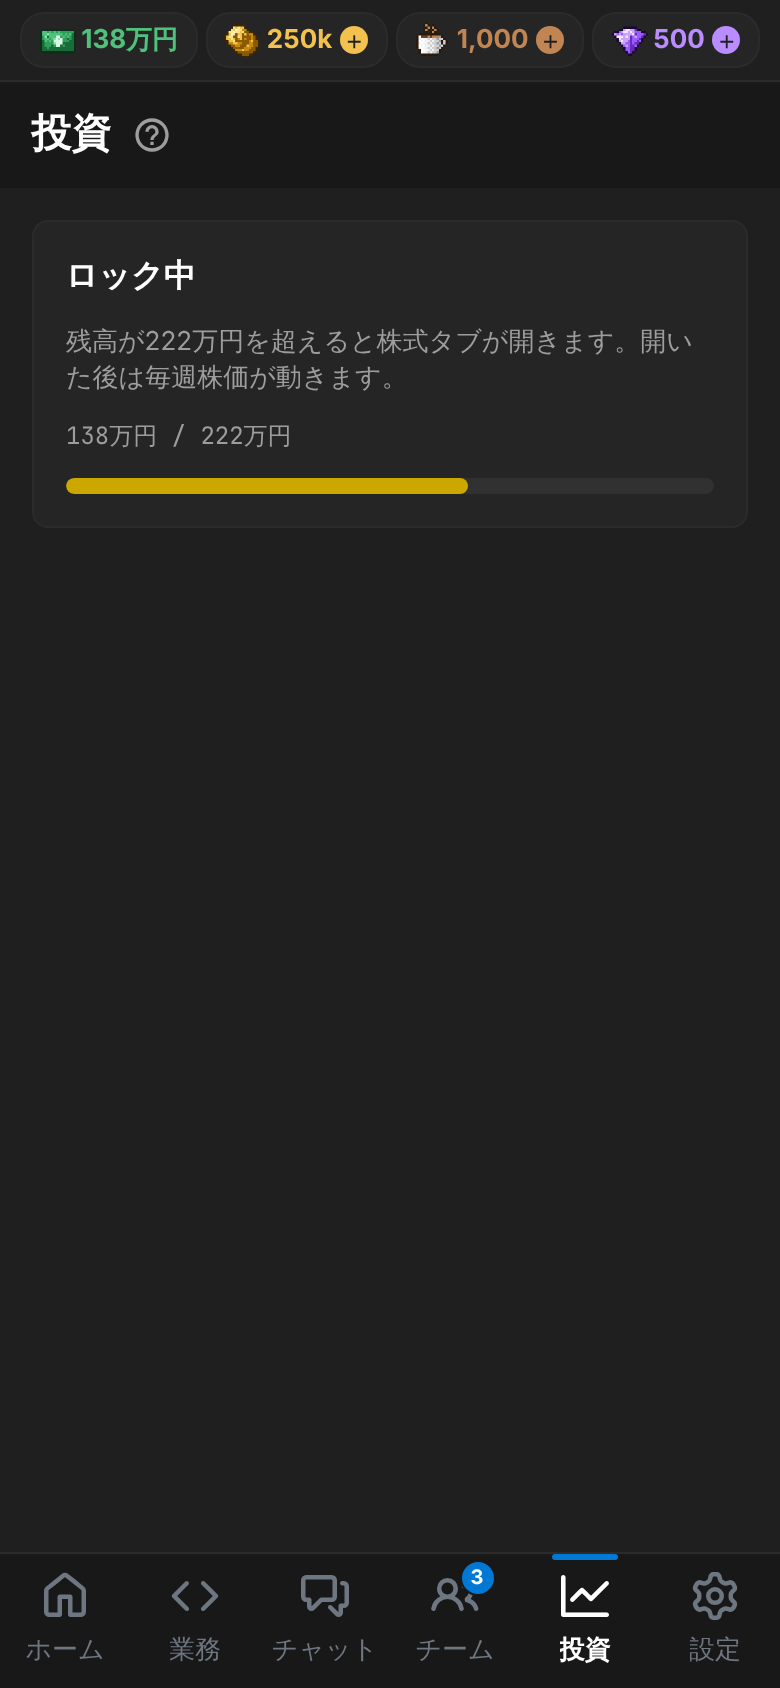 138万円 250k 1,000 500
投資
ロック中
残高が222万円を超えると株式タブが開きます。開い
た後は毎週株価が動きます。
138万円 / 222万円
3
ホーム 業務 チャット チーム 投資 設定